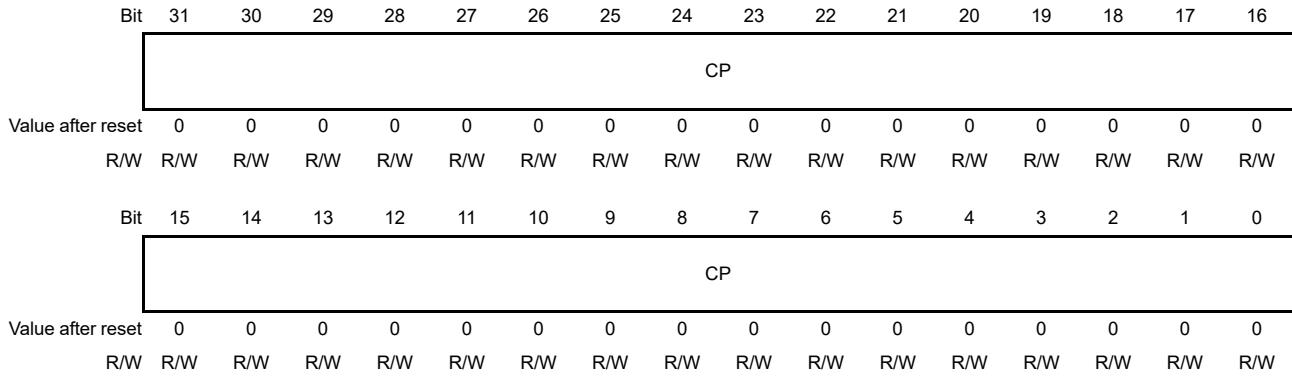 Bit 31 30 29 28 27 26 25 24 23 22 21 20 19 18 17 16
CP
Value after reset 0 0 0 0 0 0 0 0 0 0 0 0 0 0 0 0
R/W R/W R/W R/W R/W R/W R/W R/W R/W R/W R/W R/W R/W R/W R/W R/W R/W
Bit 15 14 13 12 11 10 9 8 7 6 5 4 3 2 1 0
CP
Value after reset 0 0 0 0 0 0 0 0 0 0 0 0 0 0 0 0
R/W R/W R/W R/W R/W R/W R/W R/W R/W R/W R/W R/W R/W R/W R/W R/W R/W